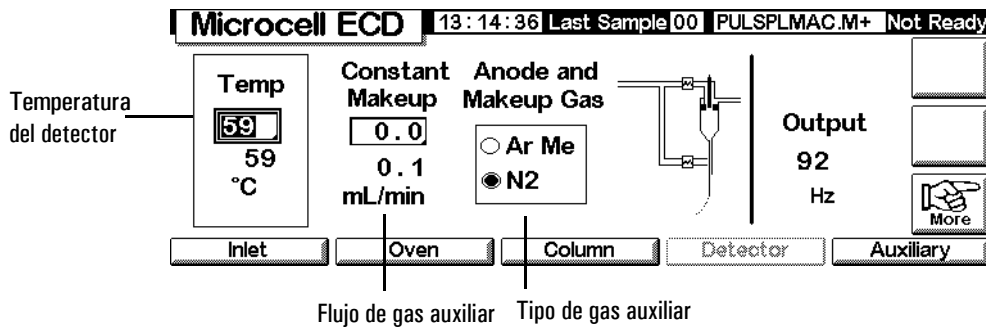 Microcell ECD 13:14:36 Last Sample 00 PULSPLMAC.M+ Not Ready
Temperatura
del detector
Temp
59
59
°C
Constant
Makeup
0.0
0.1
mL/min
Anode and
Makeup Gas
Ar Me
N2
Output
92
Hz
More
Inlet Oven Column Detector Auxiliary
Flujo de gas auxiliar Tipo de gas auxiliar